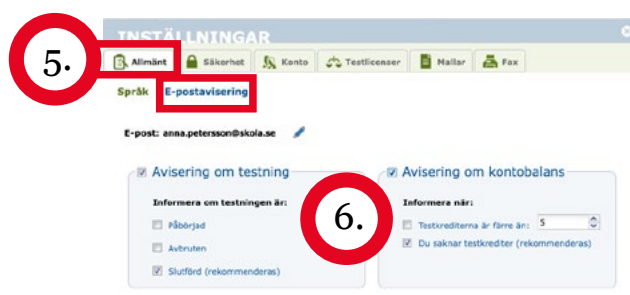 INSTÄLLNINGAR
5.
Allmänt Säkerhet Konto Testlicenser Mallar Fax
Språk E-postavisering
E-post: anna.petersson@skola.se
Avisering om testning
Informera om testningen är:
Påbörjad
Avbruten
Slutförd (rekommenderas)
6.
Avisering om kontobalans
Informera när:
Testkrediterna är färre än: 5
Du saknar testkrediter (rekommenderas)